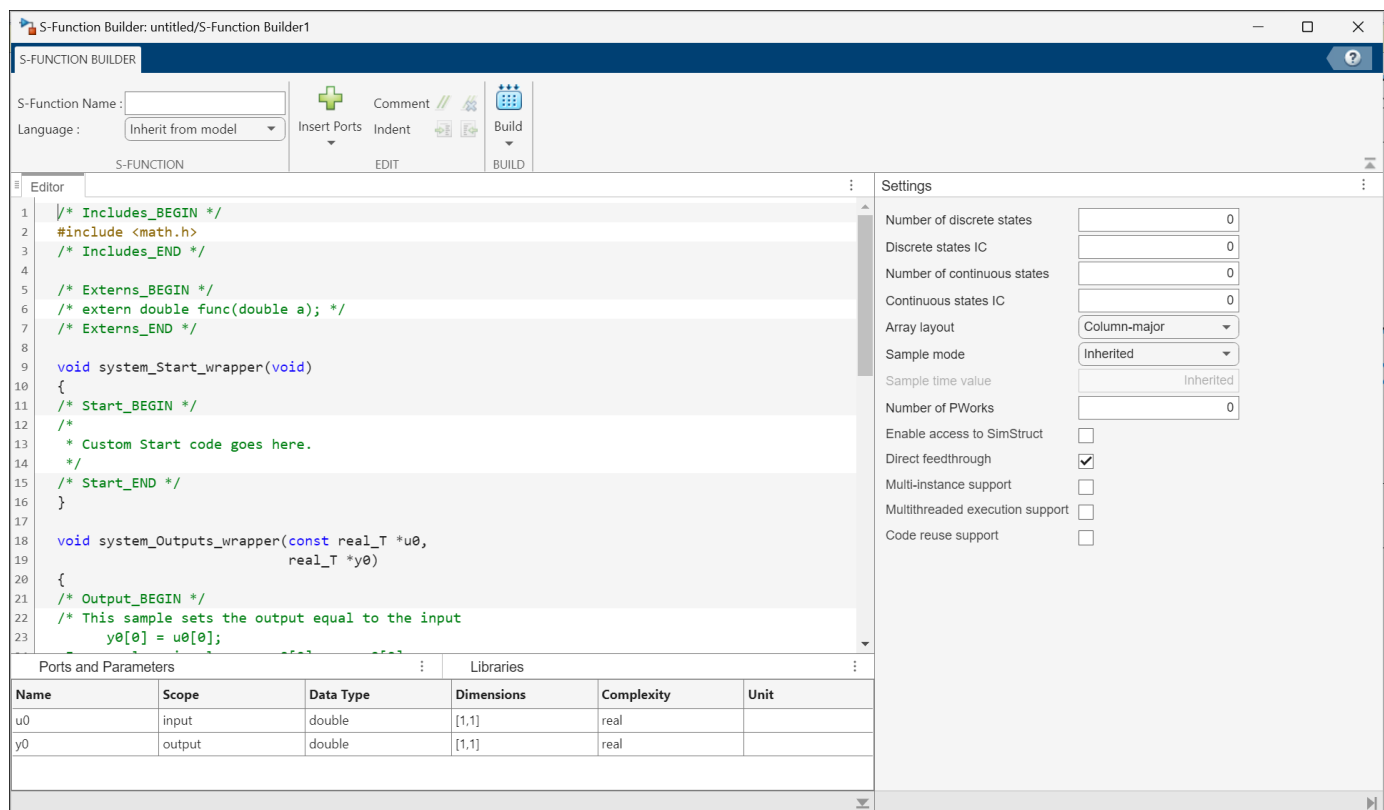 S-Function Builder: untitled/S-Function Builder1
S-FUNCTION BUILDER
?
S-Function Name :
Language : Inherit from model
S-FUNCTION
Insert Ports
Comment
Indent
EDIT
Build
BUILD
Editor
1 /* Includes_BEGIN */
2 #include <math.h>
3 /* Includes_END */
4
5 /* Externs_BEGIN */
6 /* extern double func(double a); */
7 /* Externs_END */
8
9 void system_Start_wrapper(void)
10 {
11 /* Start_BEGIN */
12 /*
13 * Custom Start code goes here.
14 */
15 /* Start_END */
16 }
17
18 void system_Outputs_wrapper(const real_T *u0,
19 real_T *y0)
20 {
21 /* Output_BEGIN */
22 /* This sample sets the output equal to the input
23 y0[0] = u0[0];
Settings
Number of discrete states 0
Discrete states IC 0
Number of continuous states 0
Continuous states IC 0
Array layout Column-major
Sample mode Inherited
Sample time value Inherited
Number of PWorks 0
Enable access to SimStruct
Direct feedthrough
Multi-instance support
Multithreaded execution support
Code reuse support
Ports and Parameters
Libraries
Name Scope Data Type Dimensions Complexity Unit
u0 input double [1,1] real
y0 output double [1,1] real